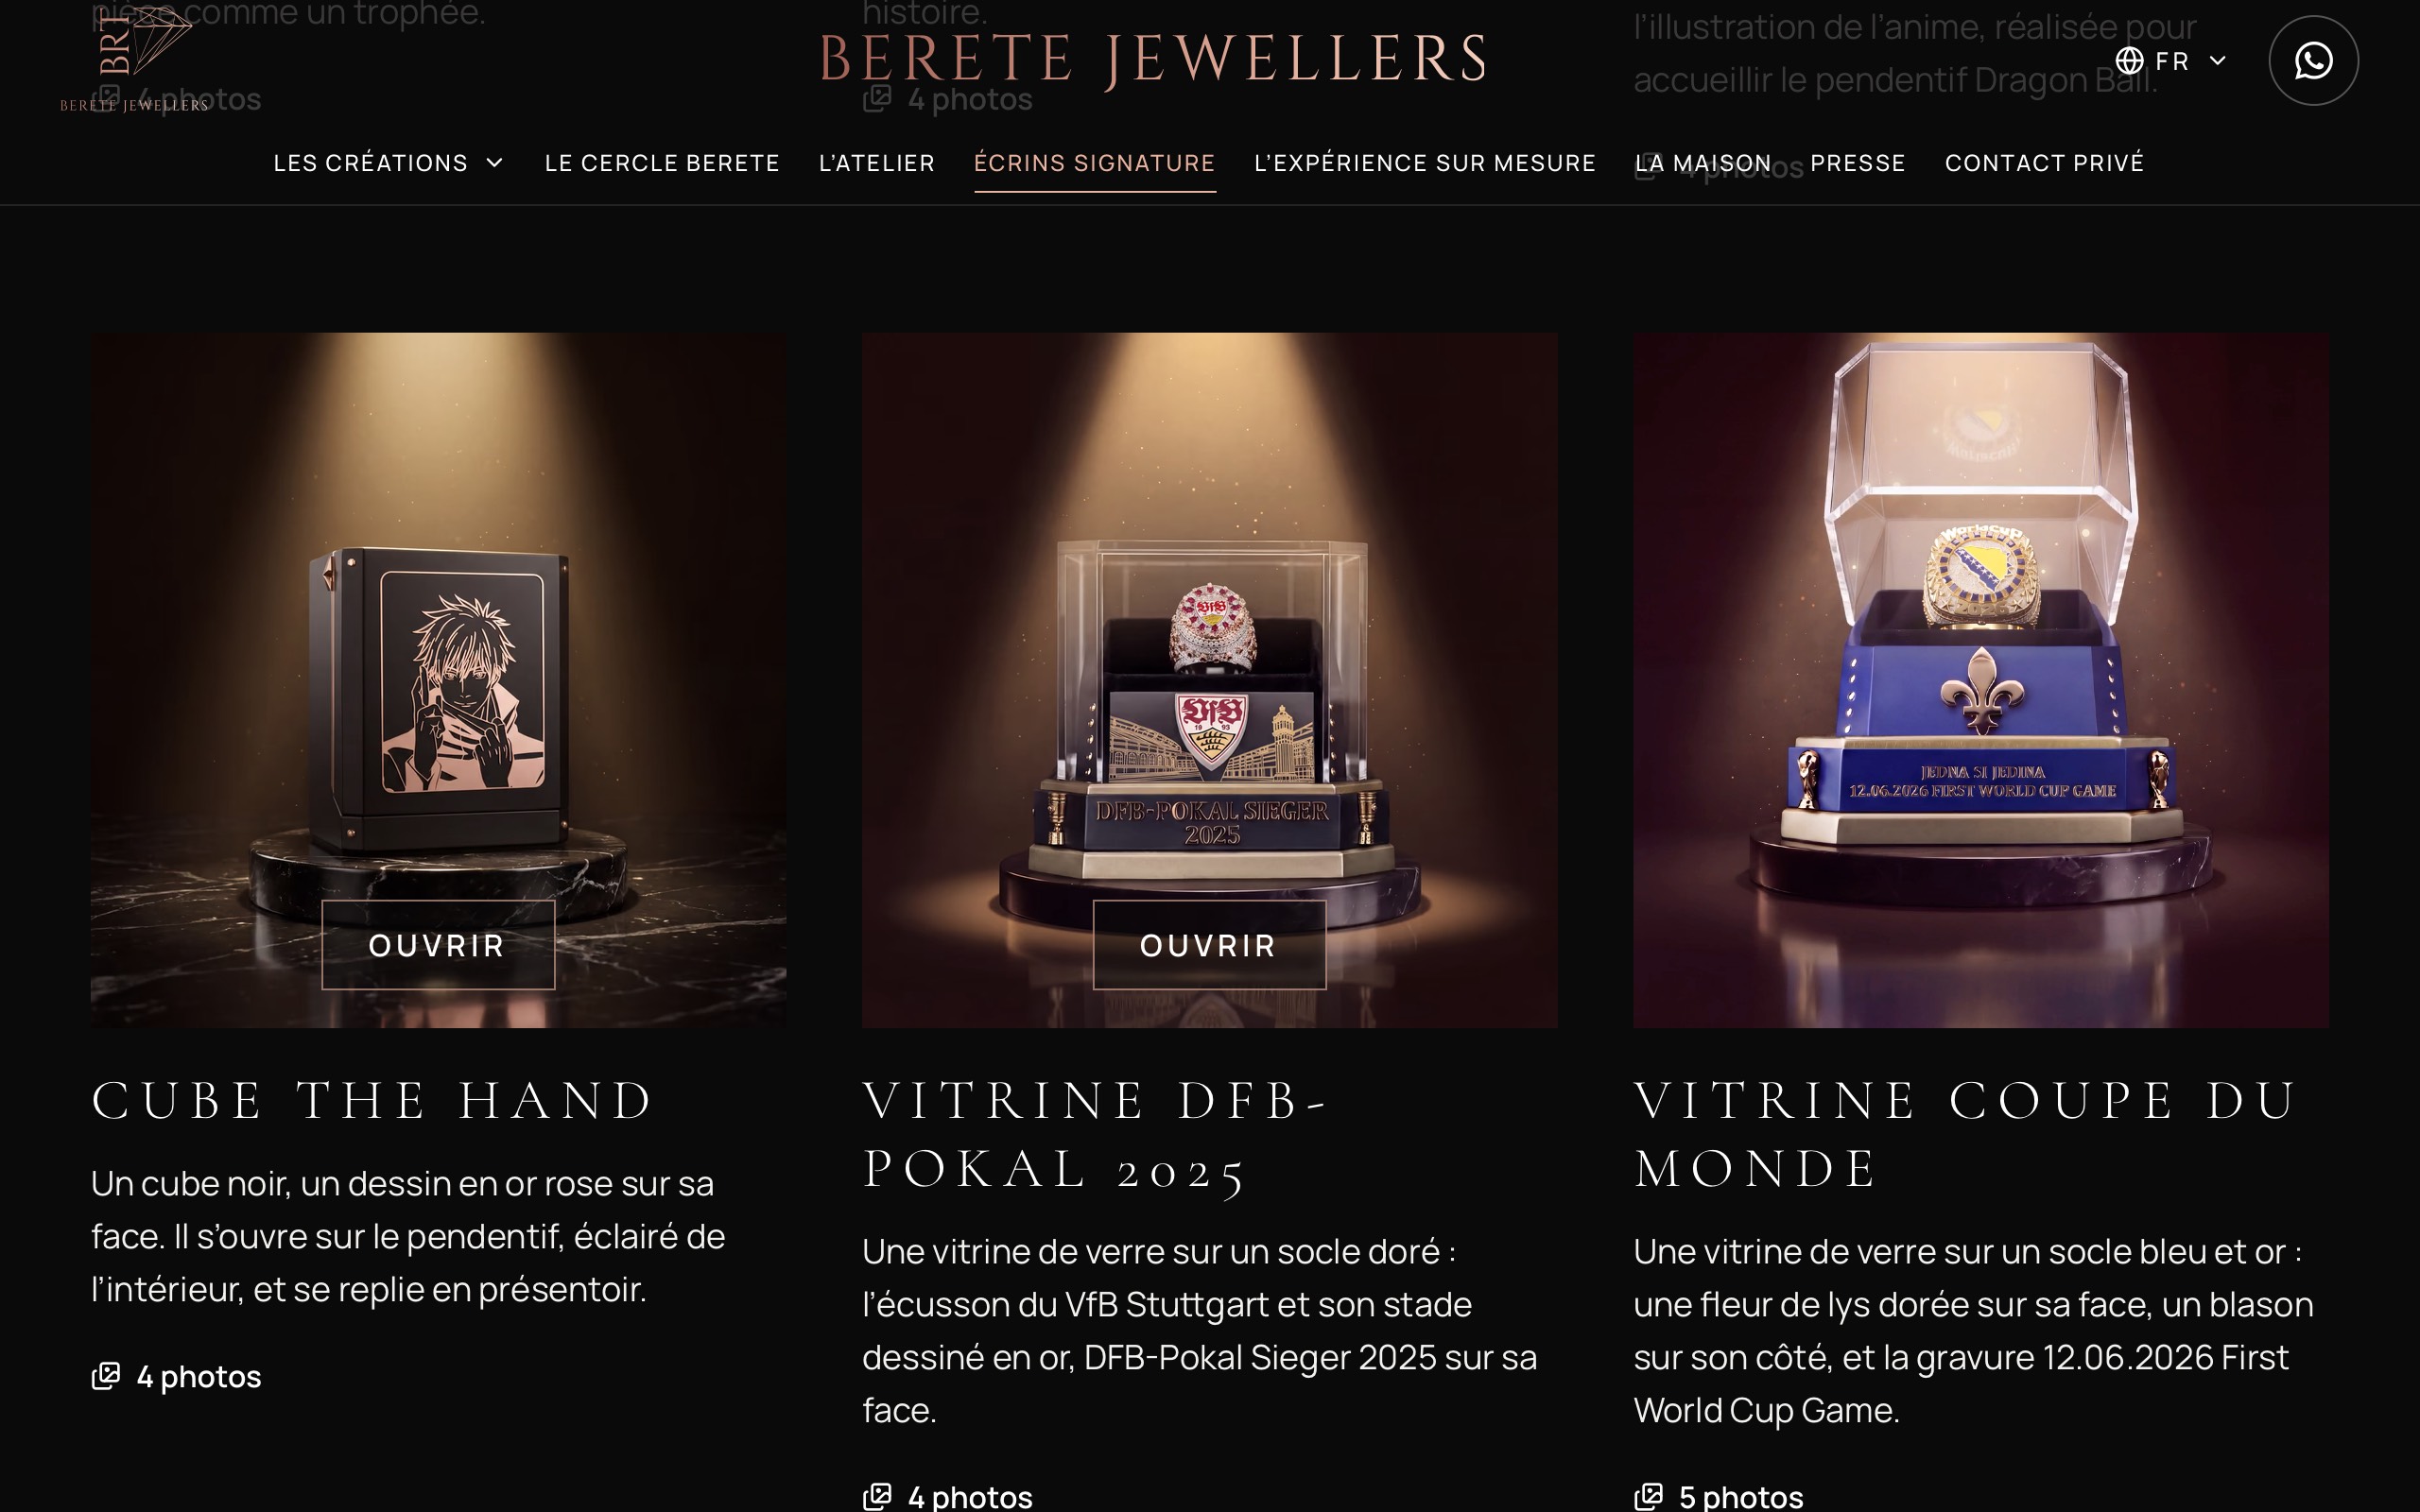 pièce comme un trophée.
histoire.
l’illustration de l’anime, réalisée pour
accueillir le pendentif Dragon Ball.
BRT
BERETE JEWELLERS
BERETE JEWELLERS
FR
4 photos
4 photos
4 photos
LES CRÉATIONS
LE CERCLE BERETE
L’ATELIER
ÉCRINS SIGNATURE
L’EXPÉRIENCE SUR MESURE
LA MAISON
PRESSE
CONTACT PRIVÉ
OUVRIR
CUBE THE HAND
Un cube noir, un dessin en or rose sur sa
face. Il s’ouvre sur le pendentif, éclairé de
l’intérieur, et se replie en présentoir.
4 photos
VfB
VfB
19 93
DFB-POKAL SIEGER
2025
OUVRIR
VITRINE DFB-
POKAL 2025
Une vitrine de verre sur un socle doré :
l’écusson du VfB Stuttgart et son stade
dessiné en or, DFB-Pokal Sieger 2025 sur sa
face.
4 photos
WorldCup
JEDNA SI JEDINA
12.06.2026 FIRST WORLD CUP GAME
VITRINE COUPE DU
MONDE
Une vitrine de verre sur un socle bleu et or :
une fleur de lys dorée sur sa face, un blason
sur son côté, et la gravure 12.06.2026 First
World Cup Game.
5 photos